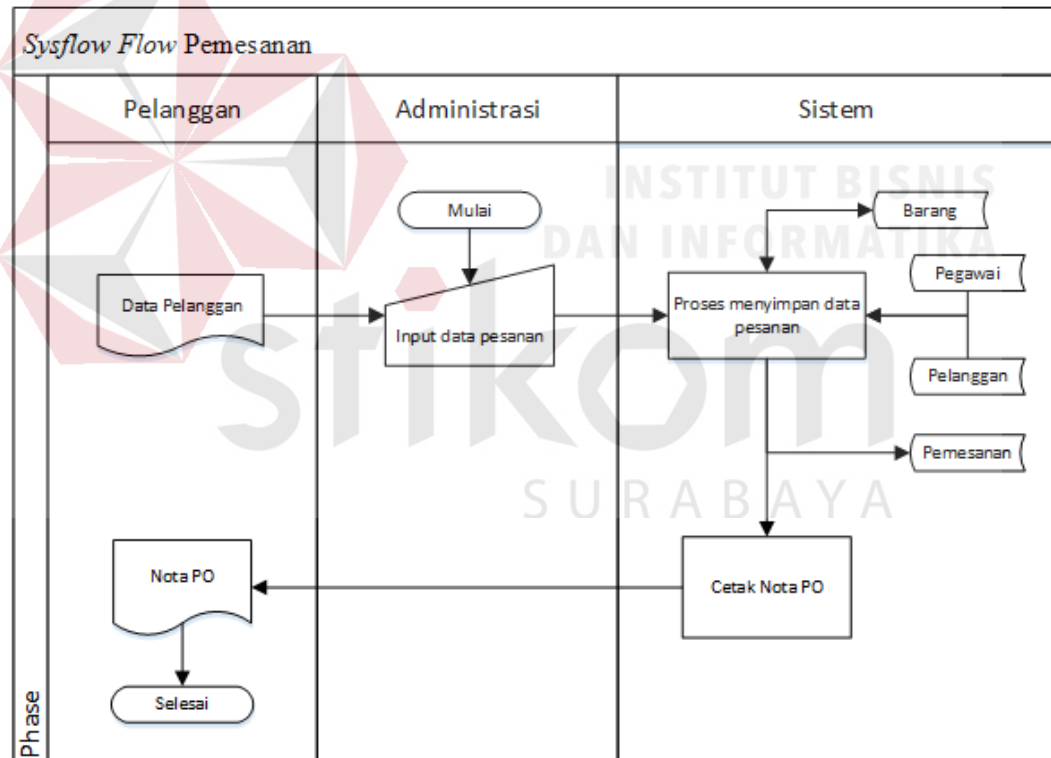 Sysflow Flow Pemesanan
Pelanggan
Administrasi
Sistem
INSTITUT BISNIS
DAN INFORMATIKA
stikom
SURABAYA
Mulai
Barang
Pegawai
Data Pelanggan
Input data pesanan
Proses menyimpan data
pesanan
Pelanggan
Pemesanan
Nota PO
Cetak Nota PO
Selesai
Phase